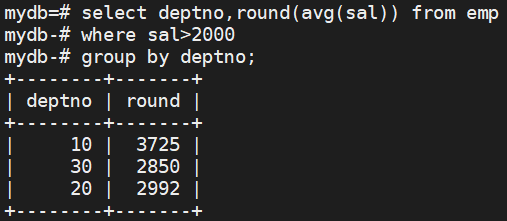 mydb=# select deptno,round(avg(sal)) from emp
mydb-# where sal>2000
mydb-# group by deptno;
+--------+-------+
| deptno | round |
+--------+-------+
|     10 |  3725 |
|     30 |  2850 |
|     20 |  2992 |
+--------+-------+